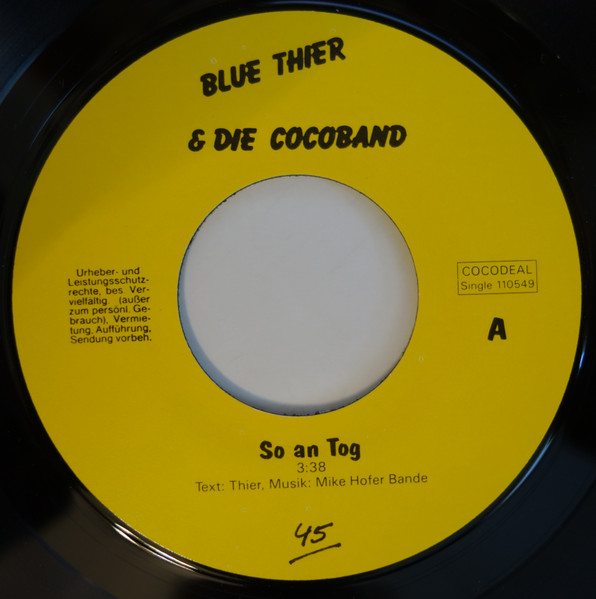 BLUE THIER
& DIE COCOBAND
Urheber- und
Leistungsschutz-
rechte, bes. Ver-
vielfältig. (außer
zum persönl. Ge-
brauch), Vermie-
tung, Aufführung,
Sendung vorbeh.
COCODEAL
Single 110549
A
So an Tog
3:38
Text: Thier, Musik: Mike Hofer Bande
45